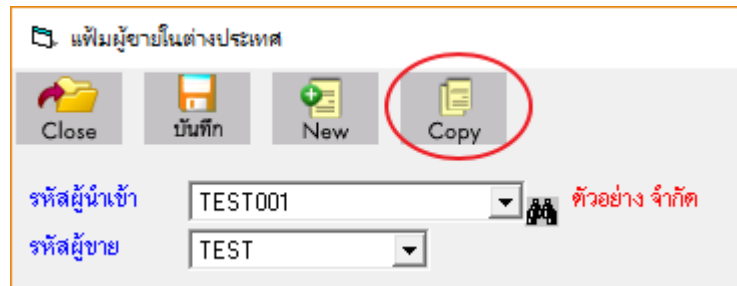 แฟ้มผู้ขายในต่างประเทศ
Close บันทึก New Copy
รหัสผู้นำเข้า TEST001 ตัวอย่าง จำกัด
รหัสผู้ขาย TEST